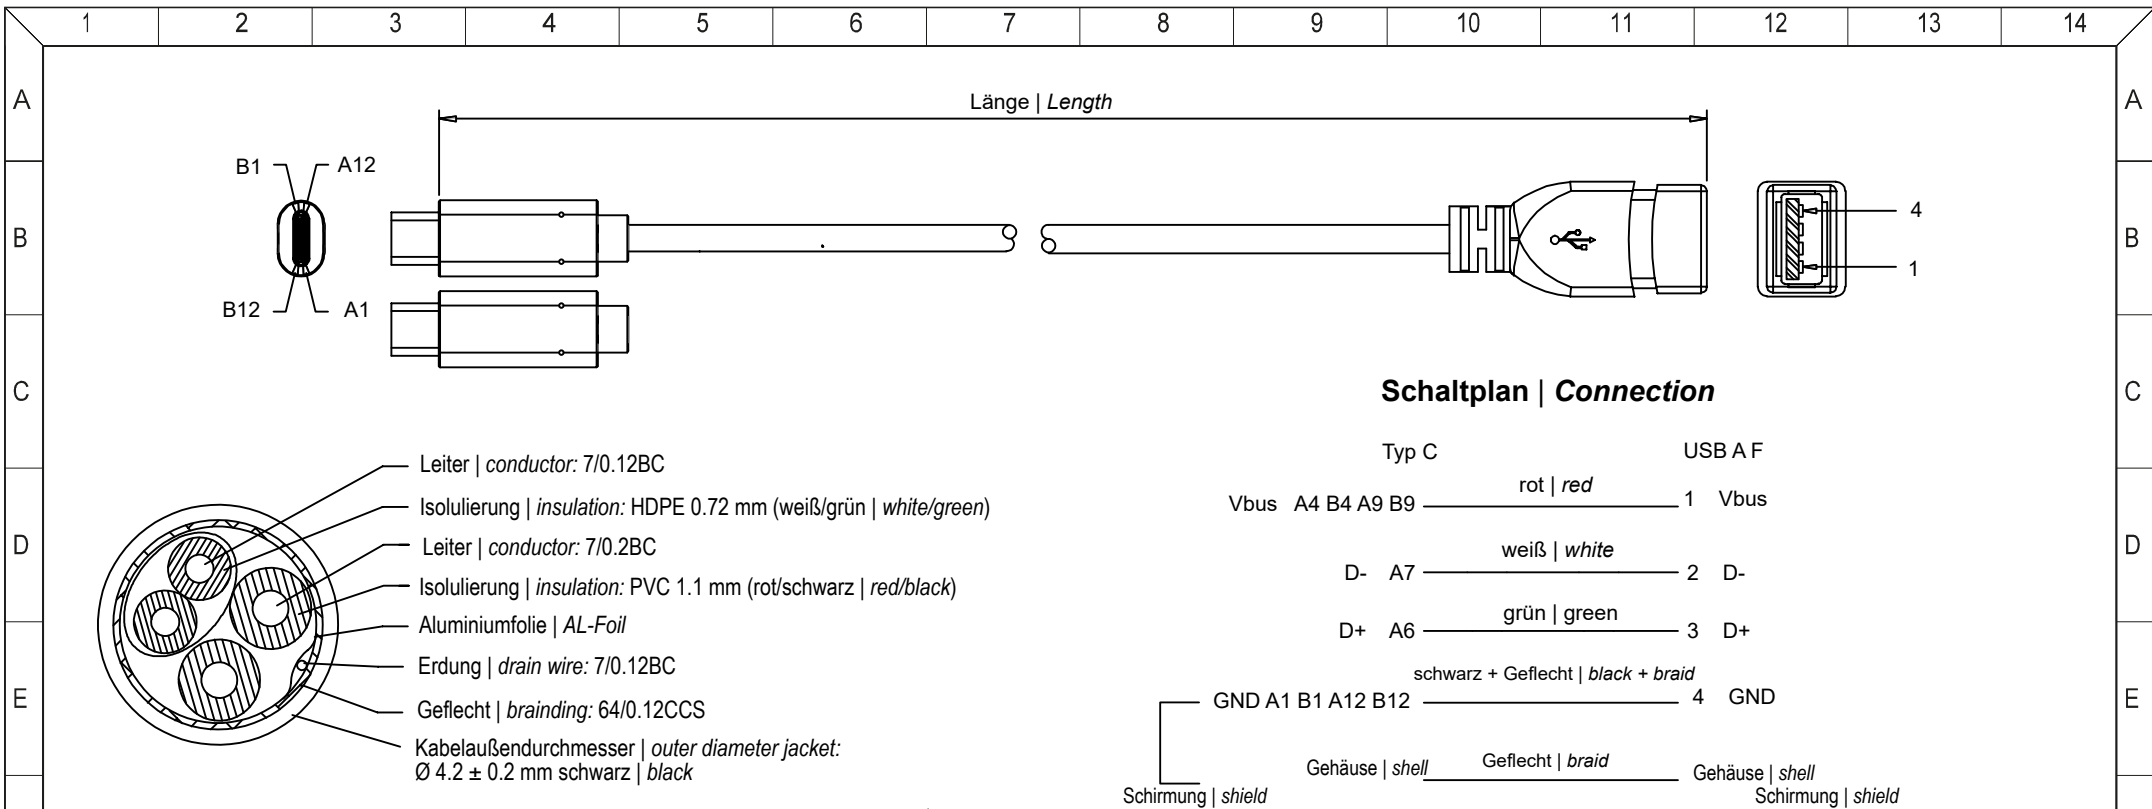 1 2 3 4 5 6 7 8 9 10 11 12 13 14
A A
Länge | Length
B1 A12
B B
4
1
B12 A1
C C
Schaltplan | Connection
Typ C USB A F
Leiter | conductor: 7/0.12BC
rot | red
Vbus A4 B4 A9 B9 1 Vbus
Isolulierung | insulation: HDPE 0.72 mm (weiß/grün | white/green)
D D
Leiter | conductor: 7/0.2BC
weiß | white
D- A7 2 D-
Isolulierung | insulation: PVC 1.1 mm (rot/schwarz | red/black)
grün | green
Aluminiumfolie | AL-Foil
D+ A6 3 D+
Erdung | drain wire: 7/0.12BC
schwarz + Geflecht | black + braid
E E
GND A1 B1 A12 B12 4 GND
Geflecht | brainding: 64/0.12CCS
Kabelaußendurchmesser | outer diameter jacket:
Ø 4.2 ± 0.2 mm schwarz | black
Geflecht | braid
Gehäuse | shell Gehäuse | shell
Schirmung | shield Schirmung | shield